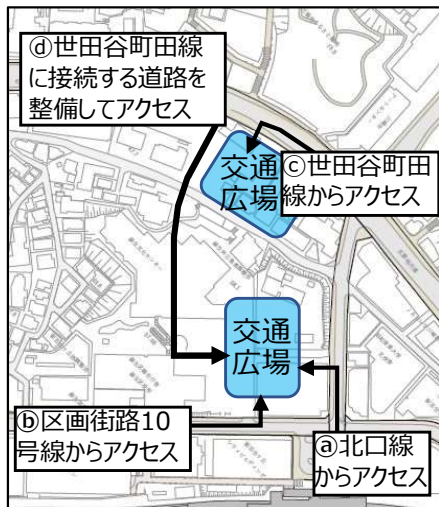 ⓓ世田谷町田線
に接続する道路を
整備してアクセス
交通
広場
ⓒ世田谷町田
線からアクセス
交通
広場
ⓑ区画街路10
号線からアクセス
ⓐ北口線
からアクセス